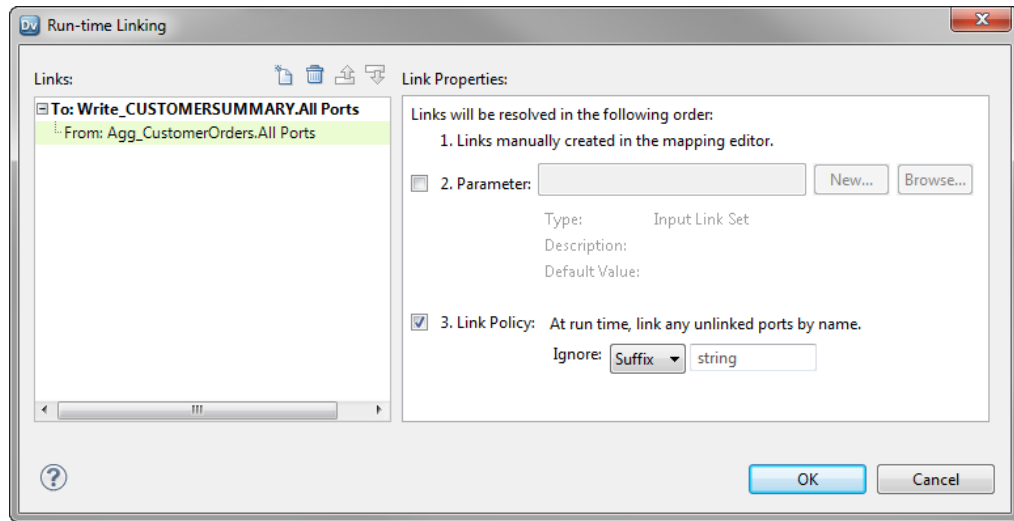 Dv Run-time Linking
Links:
To: Write_CUSTOMERSUMMARY.All Ports
From: Agg_CustomerOrders.All Ports
Link Properties:
Links will be resolved in the following order:
1. Links manually created in the mapping editor.
2. Parameter: New... Browse...
Type: Input Link Set
Description:
Default Value:
3. Link Policy: At run time, link any unlinked ports by name.
Ignore: Suffix string
? OK Cancel